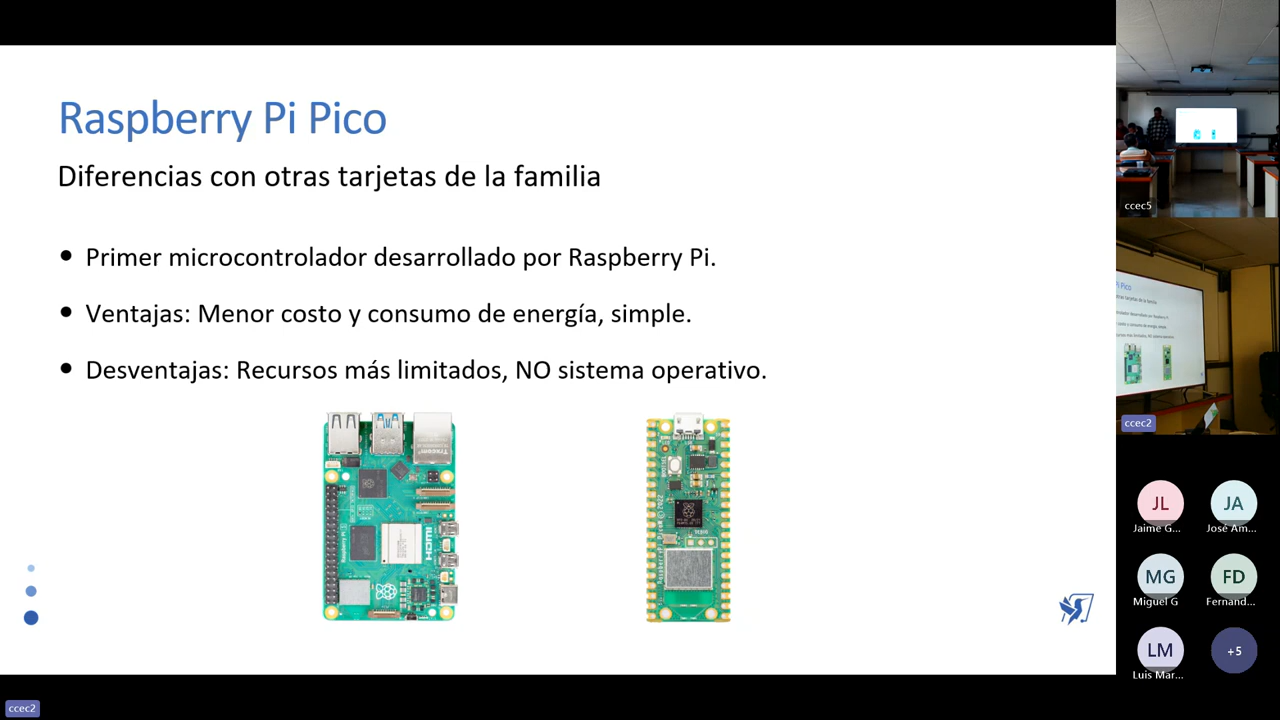 Raspberry Pi Pico
Diferencias con otras tarjetas de la familia
• Primer microcontrolador desarrollado por Raspberry Pi.
• Ventajas: Menor costo y consumo de energía, simple.
• Desventajas: Recursos más limitados, NO sistema operativo.
HDMI
ccec5
ccec2
JL
Jaime G...
JA
José Am...
MG
Miguel G
FD
Fernand...
LM
Luis Mar...
+5
ccec2